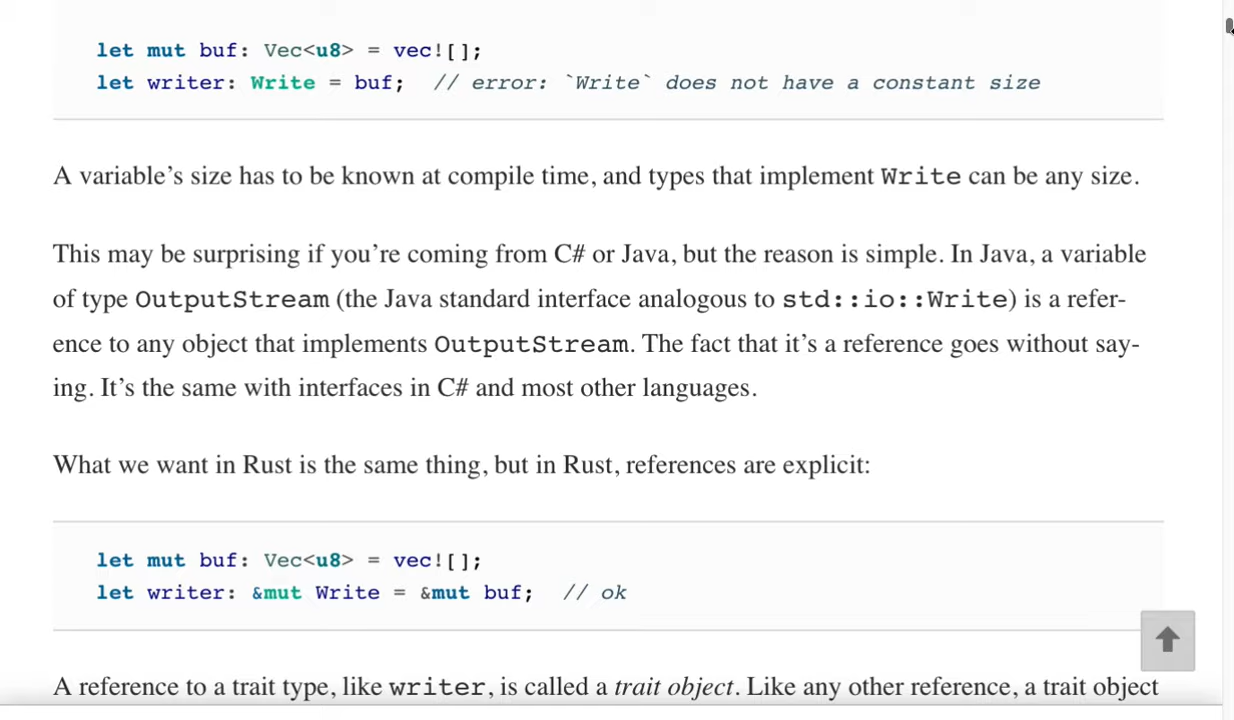 let mut buf: Vec<u8> = vec![];
let writer: Write = buf;  // error: `Write` does not have a constant size
A variable’s size has to be known at compile time, and types that implement Write can be any size.
This may be surprising if you’re coming from C# or Java, but the reason is simple. In Java, a variable
of type OutputStream (the Java standard interface analogous to std::io::Write) is a refer-
ence to any object that implements OutputStream. The fact that it’s a reference goes without say-
ing. It’s the same with interfaces in C# and most other languages.
What we want in Rust is the same thing, but in Rust, references are explicit:
let mut buf: Vec<u8> = vec![];
let writer: &mut Write = &mut buf;  // ok
A reference to a trait type, like writer, is called a trait object. Like any other reference, a trait object